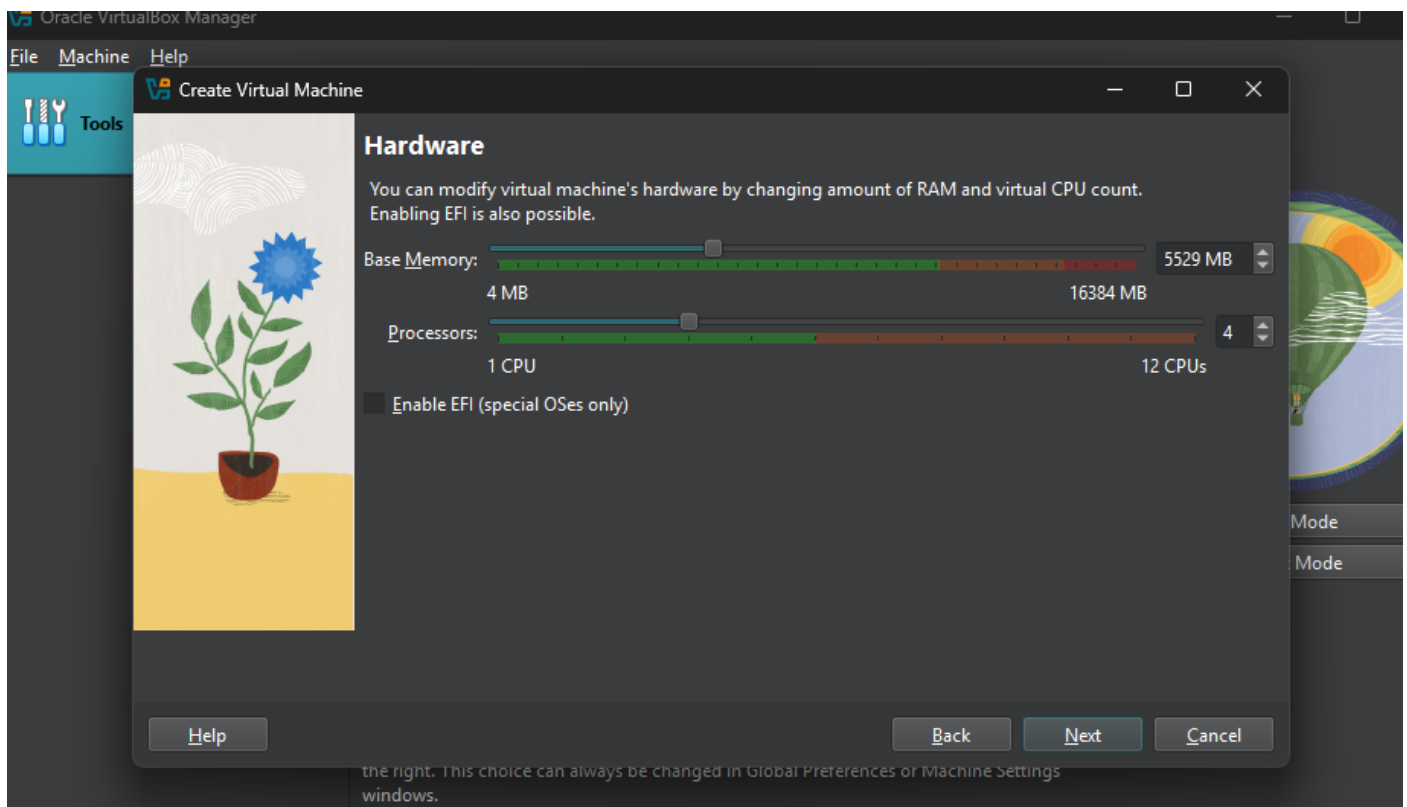 Oracle VirtualBox Manager
File Machine Help
Create Virtual Machine
Tools
Hardware
You can modify virtual machine's hardware by changing amount of RAM and virtual CPU count.
Enabling EFI is also possible.
Base Memory: 5529 MB
4 MB 16384 MB
Processors: 4
1 CPU 12 CPUs
Enable EFI (special OSes only)
Mode
Mode
Help Back Next Cancel
the right. This choice can always be changed in Global Preferences or Machine Settings
windows.